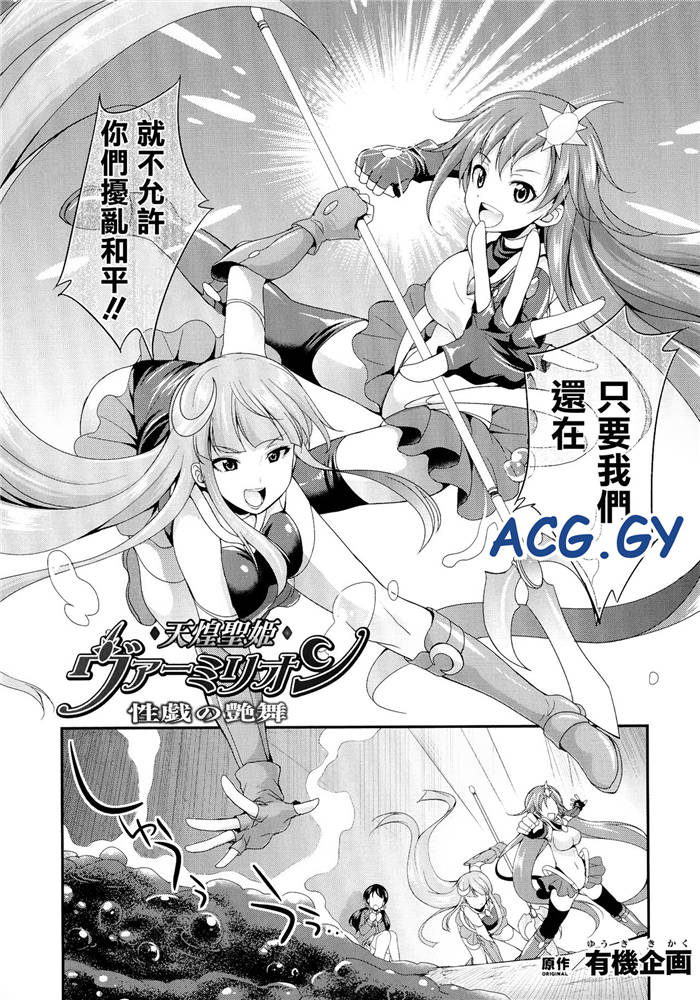 只要我們
還在
就不允許
你們擾亂和平!!
ACG.GY
天煌聖姫
ヴァーミリオン
性戯の艶舞
しゅうう
原作
ORIGINAL
ゆうききかく
有機企画